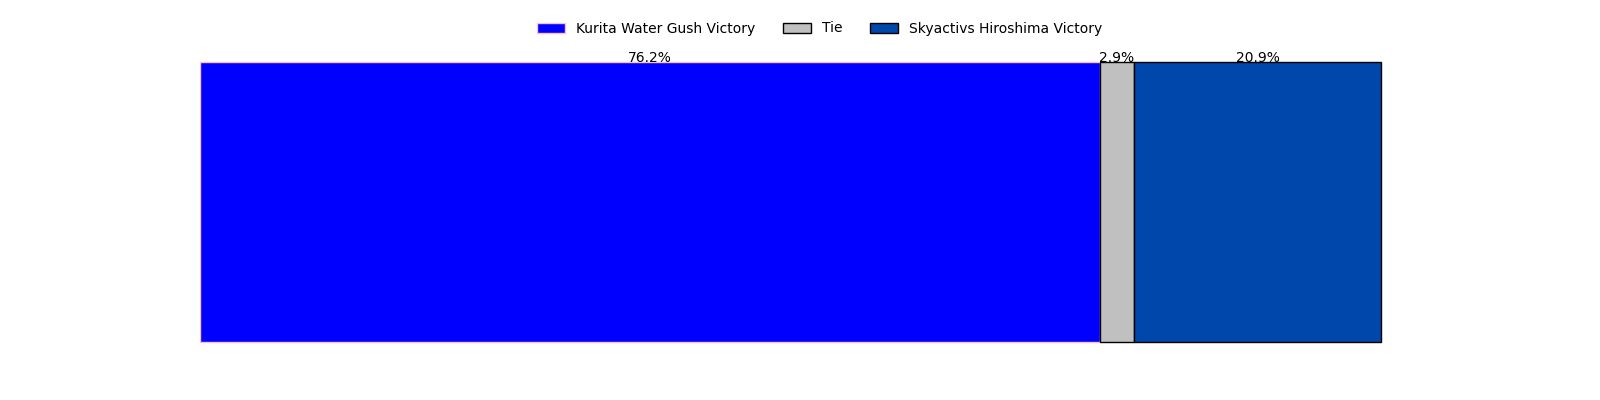 Kurita Water Gush Victory Tie Skyactivs Hiroshima Victory
76.2% 2.9% 20.9%